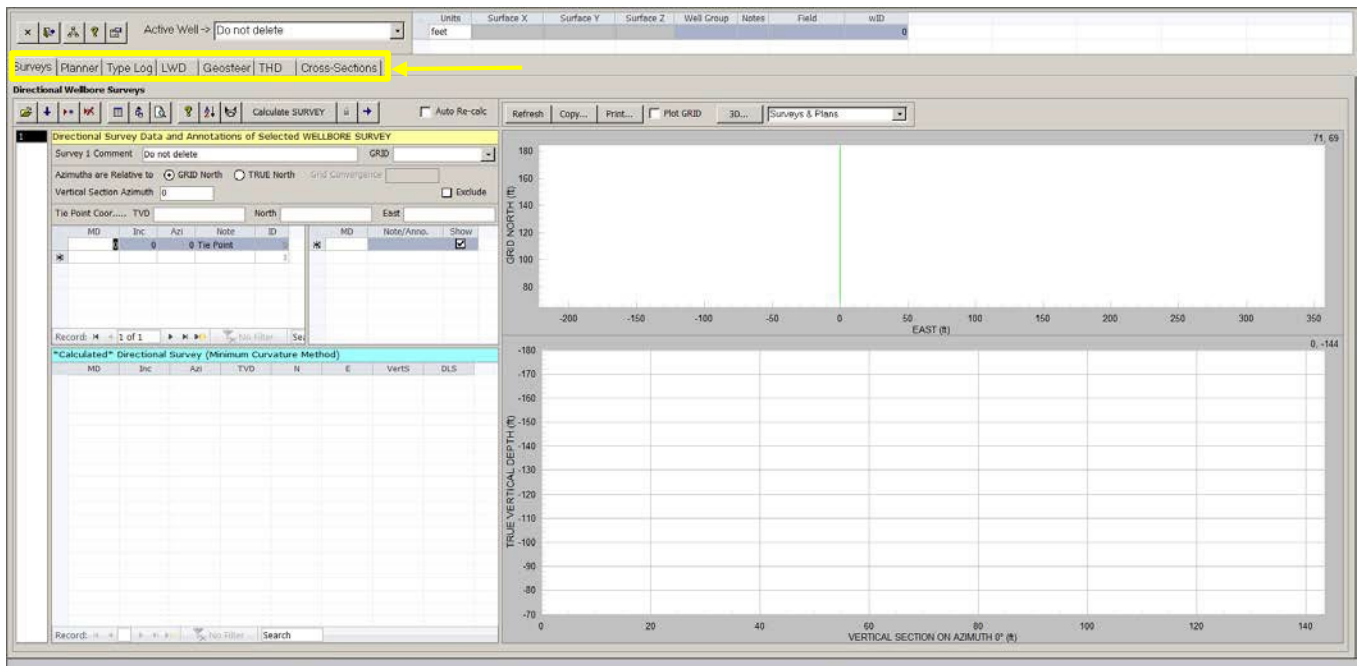 Active Well-> Do not delete
Units Surface X Surface Y Surface Z Well Group Notes Field wID
feet 0
Surveys Planner Type Log LWD Geosteer THD Cross-Sections
Directional Wellbore Surveys
Calculate SURVEY Auto Re-calc
Refresh Copy... Print... Plot GRID 3D... Surveys & Plans
1 Directional Survey Data and Annotations of Selected WELLBORE SURVEY
Survey 1 Comment Do not delete GRID
Azimuths are Relative to GRID North TRUE North Grid Convergence
Vertical Section Azimuth 0 Exclude
Tie Point Coor..... TVD North East
MD Inc Azi Note ID
0 0 0 Tie Point
MD Note/Anno. Show
Record: 1 of 1 No Filter Sea
*Calculated* Directional Survey (Minimum Curvature Method)
MD Inc Azi TVD N E VertS DLS
Record: No Filter Search
71, 69
GRID NORTH (ft)
180
160
140
120
100
80
-200 -150 -100 -50 0 50 100 150 200 250 300 350
EAST (ft)
0, -144
TRUE VERTICAL DEPTH (ft)
-180
-170
-160
-150
-140
-130
-120
-110
-100
-90
-80
-70
0 20 40 60 80 100 120 140
VERTICAL SECTION ON AZIMUTH 0° (ft)